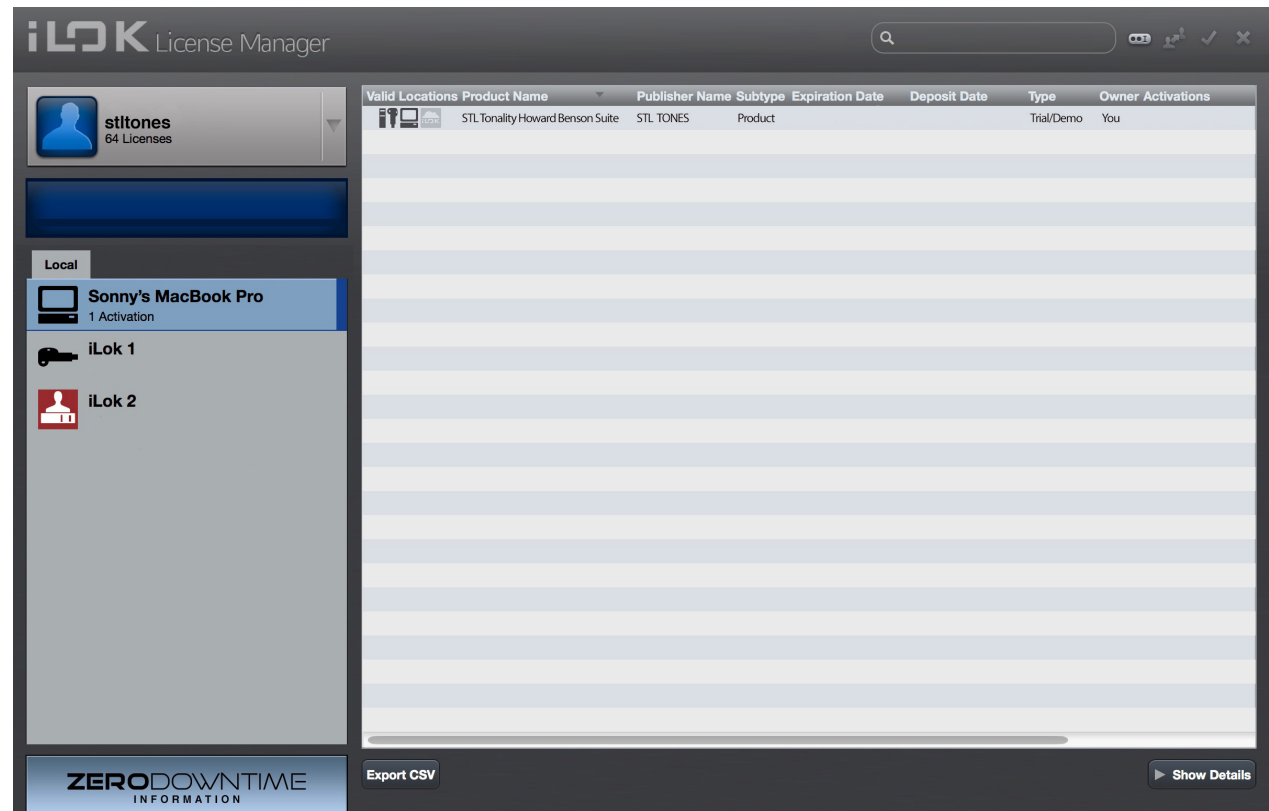 iLOK License Manager
stltones
64 Licenses
Local
Sonny's MacBook Pro
1 Activation
iLok 1
iLok 2
ZERODOWNTIME
INFORMATION
Valid Locations Product Name Publisher Name Subtype Expiration Date Deposit Date Type Owner Activations
STL Tonality Howard Benson Suite STL TONES Product Trial/Demo You
Export CSV
Show Details